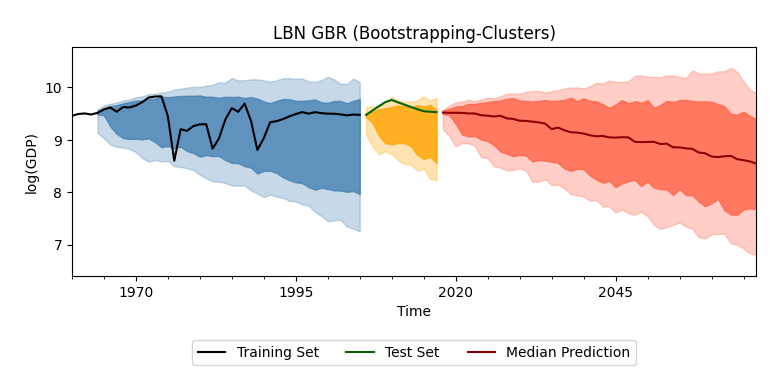 LBN GBR (Bootstrapping-Clusters)
log(GDP)
10
9
8
7
1970 1995 2020 2045
Time
Training Set Test Set Median Prediction